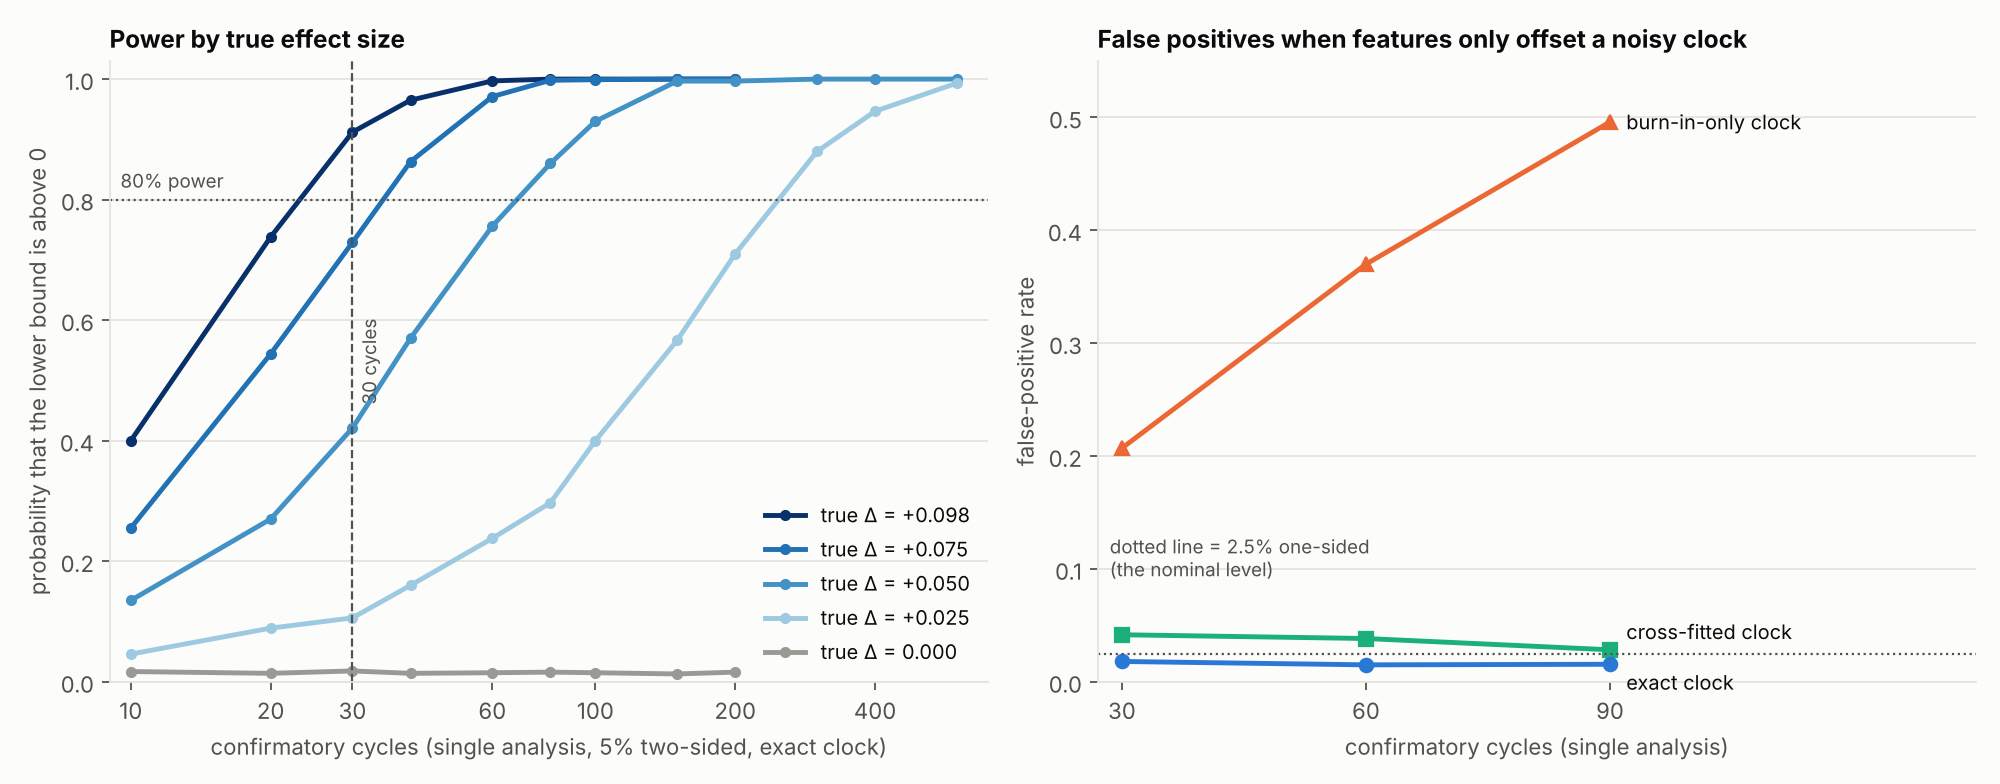 Power by true effect size
probability that the lower bound is above 0
1.0
0.8
0.6
0.4
0.2
0.0
80% power
30 cycles
true Δ = +0.098
true Δ = +0.075
true Δ = +0.050
true Δ = +0.025
true Δ = 0.000
10 20 30 60 100 200 400
confirmatory cycles (single analysis, 5% two-sided, exact clock)
False positives when features only offset a noisy clock
false-positive rate
0.5
0.4
0.3
0.2
0.1
0.0
burn-in-only clock
dotted line = 2.5% one-sided
(the nominal level)
cross-fitted clock
exact clock
30 60 90
confirmatory cycles (single analysis)